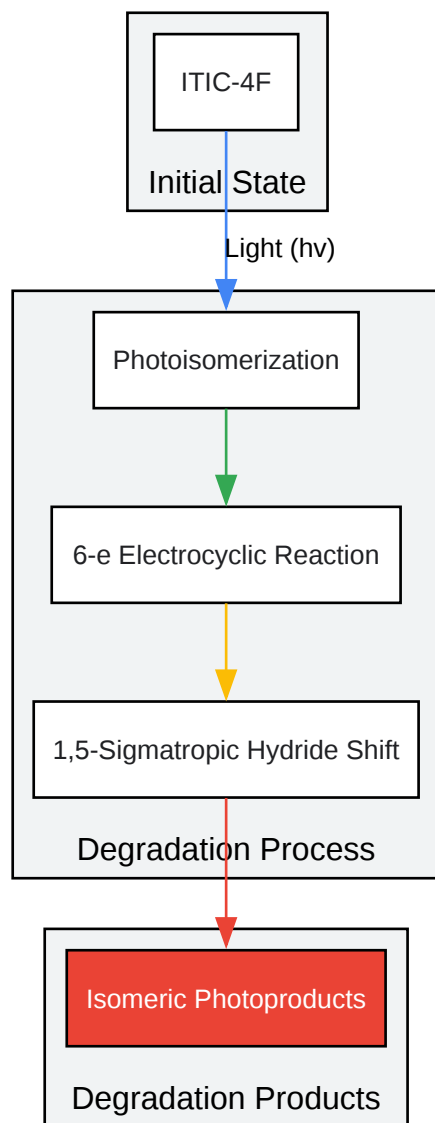 ITIC-4F
Initial State
Light (hv)
Photoisomerization
6-e Electrocyclic Reaction
1,5-Sigmatropic Hydride Shift
Degradation Process
Isomeric Photoproducts
Degradation Products